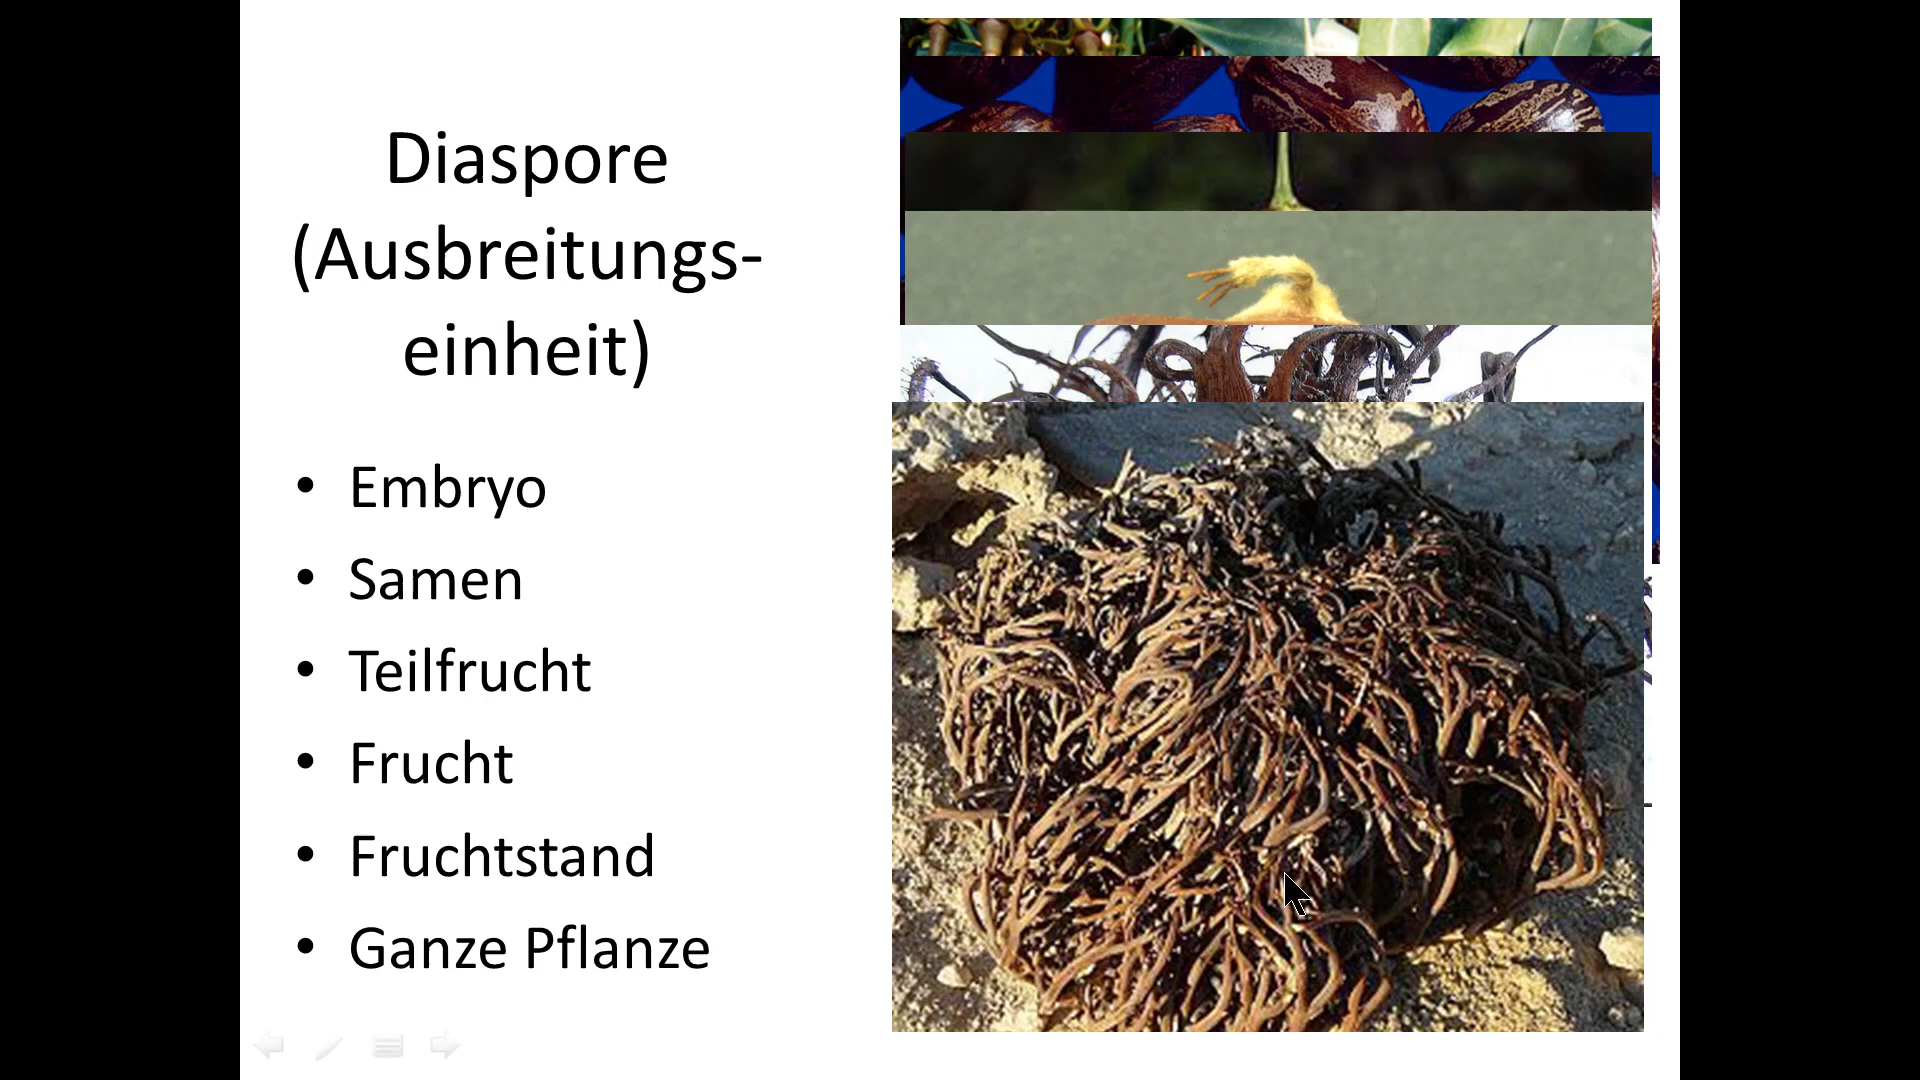 Diaspore
(Ausbreitungs-
einheit)
• Embryo
• Samen
• Teilfrucht
• Frucht
• Fruchtstand
• Ganze Pflanze